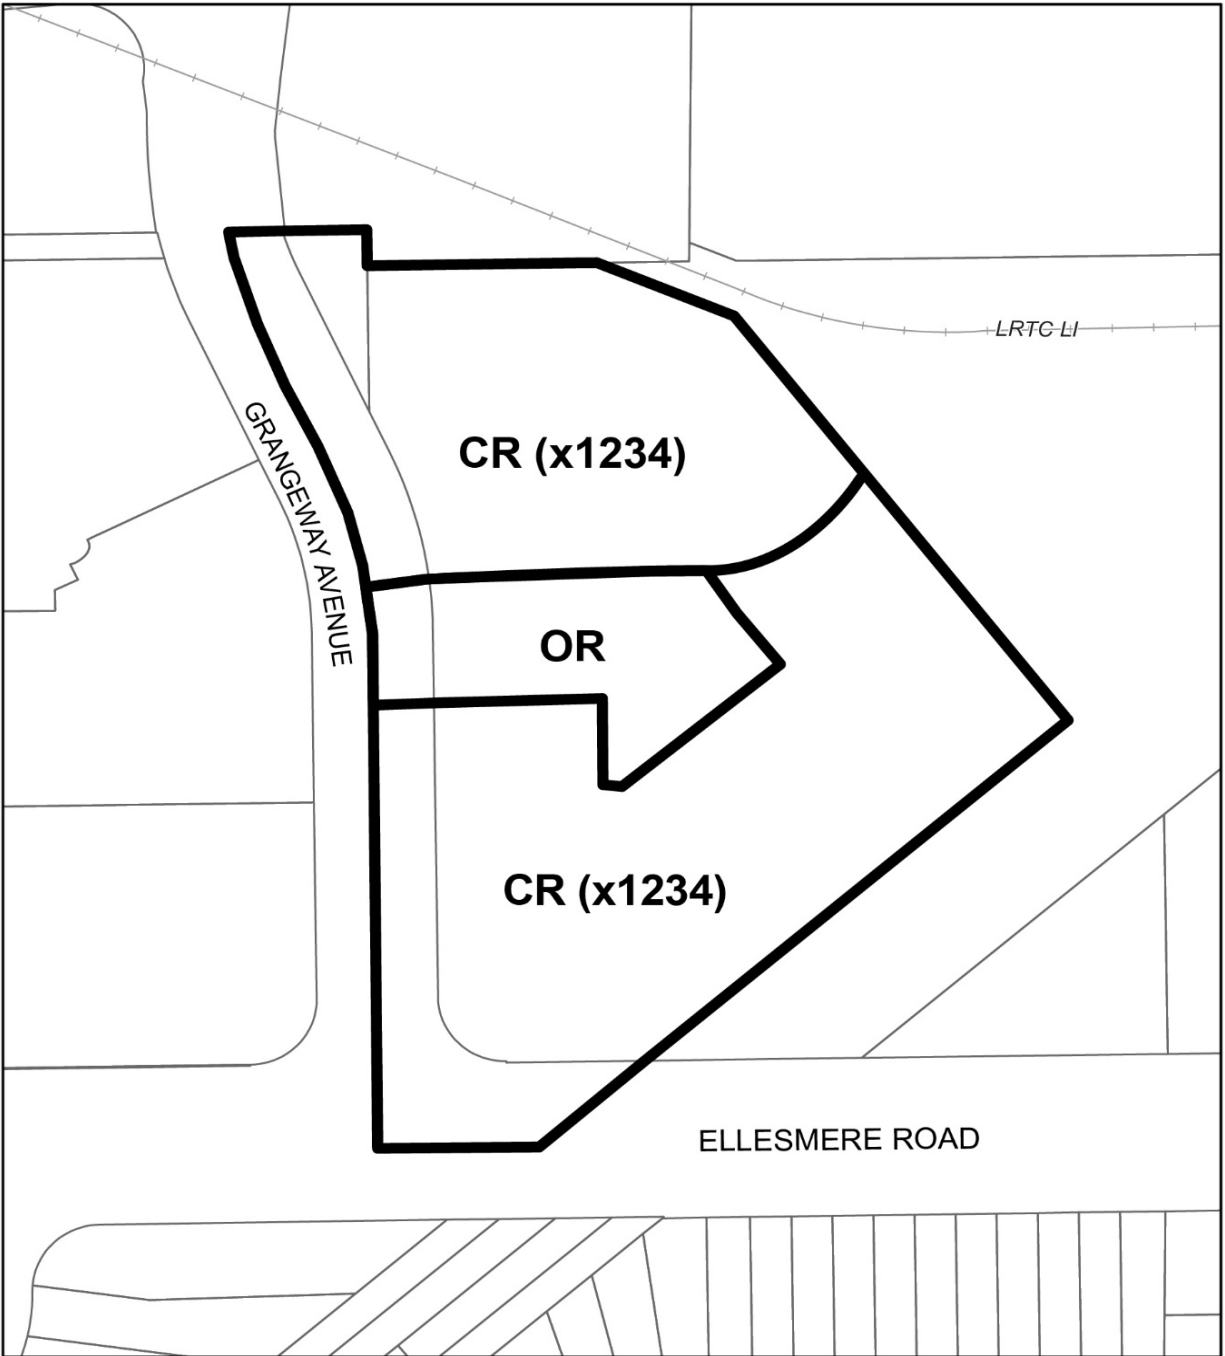 LRTC LI
CR (x1234)
GRANGEWAY AVENUE
OR
CR (x1234)
ELLESMERE ROAD